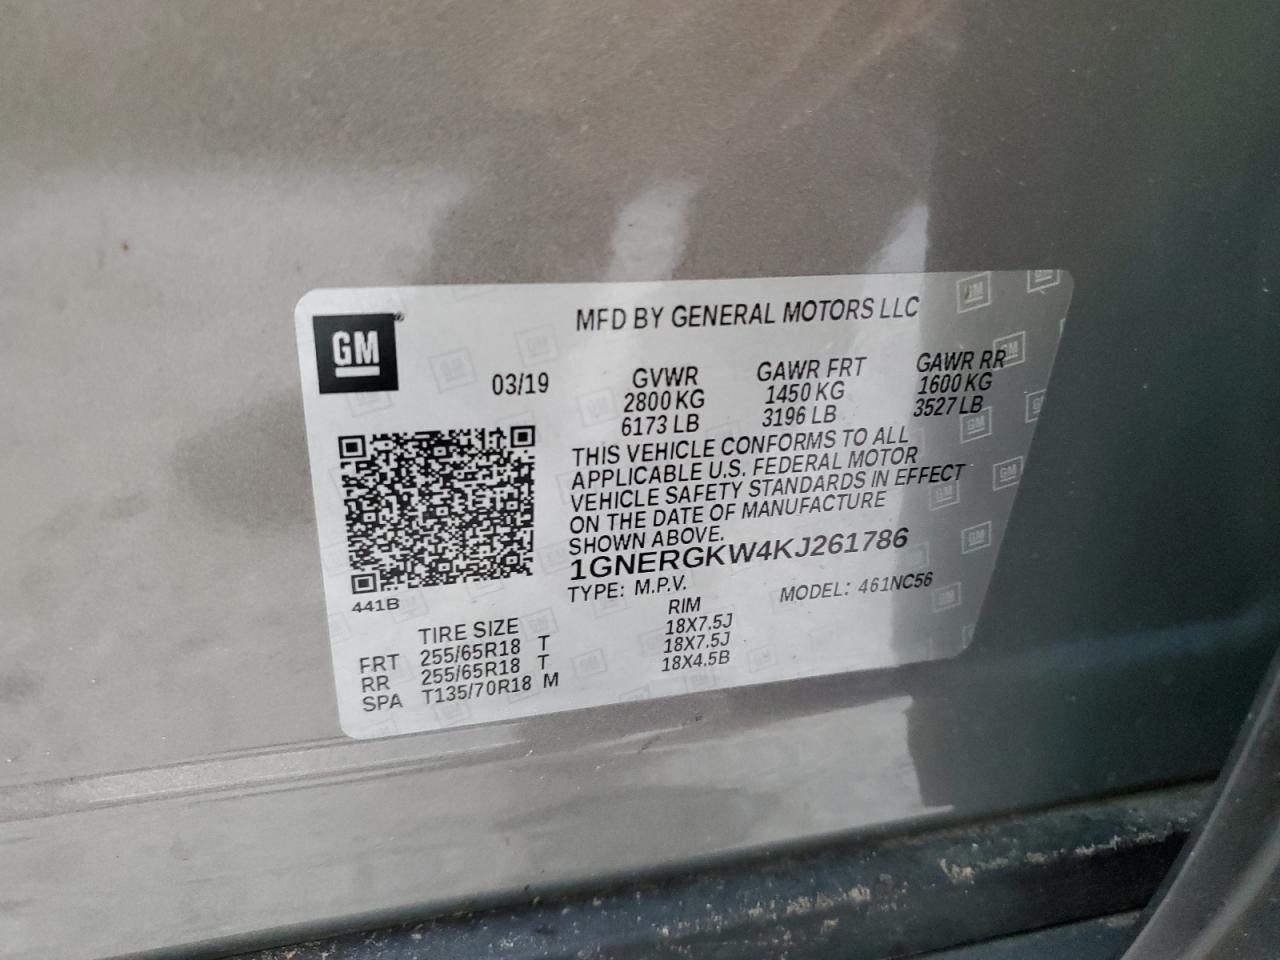 GM ®
MFD BY GENERAL MOTORS LLC
03/19
GVWR GAWR FRT GAWR RR
2800 KG 1450 KG 1600 KG
6173 LB 3196 LB 3527 LB
THIS VEHICLE CONFORMS TO ALL
APPLICABLE U.S. FEDERAL MOTOR
VEHICLE SAFETY STANDARDS IN EFFECT
ON THE DATE OF MANUFACTURE
SHOWN ABOVE.
1GNERGKW4KJ261786
TYPE: M.P.V. MODEL: 461NC56
441B
TIRE SIZE RIM
FRT 255/65R18 T 18X7.5J
RR 255/65R18 T 18X7.5J
SPA T135/70R18 M 18X4.5B